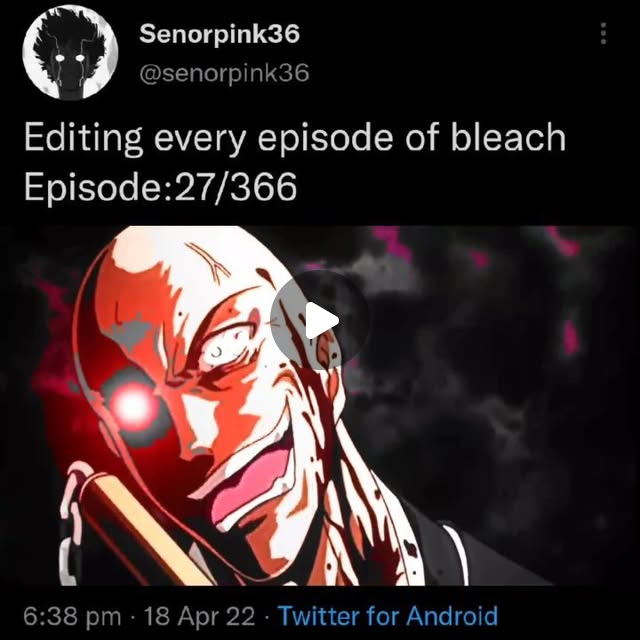 Senorpink36
@senorpink36
Editing every episode of bleach
Episode:27/366
6:38 pm · 18 Apr 22 · Twitter for Android